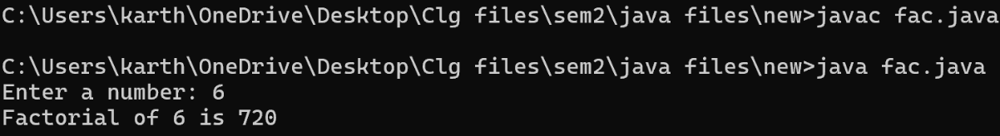 C:\Users\karth\OneDrive\Desktop\Clg files\sem2\java files\new>javac fac.java
C:\Users\karth\OneDrive\Desktop\Clg files\sem2\java files\new>java fac.java
Enter a number: 6
Factorial of 6 is 720